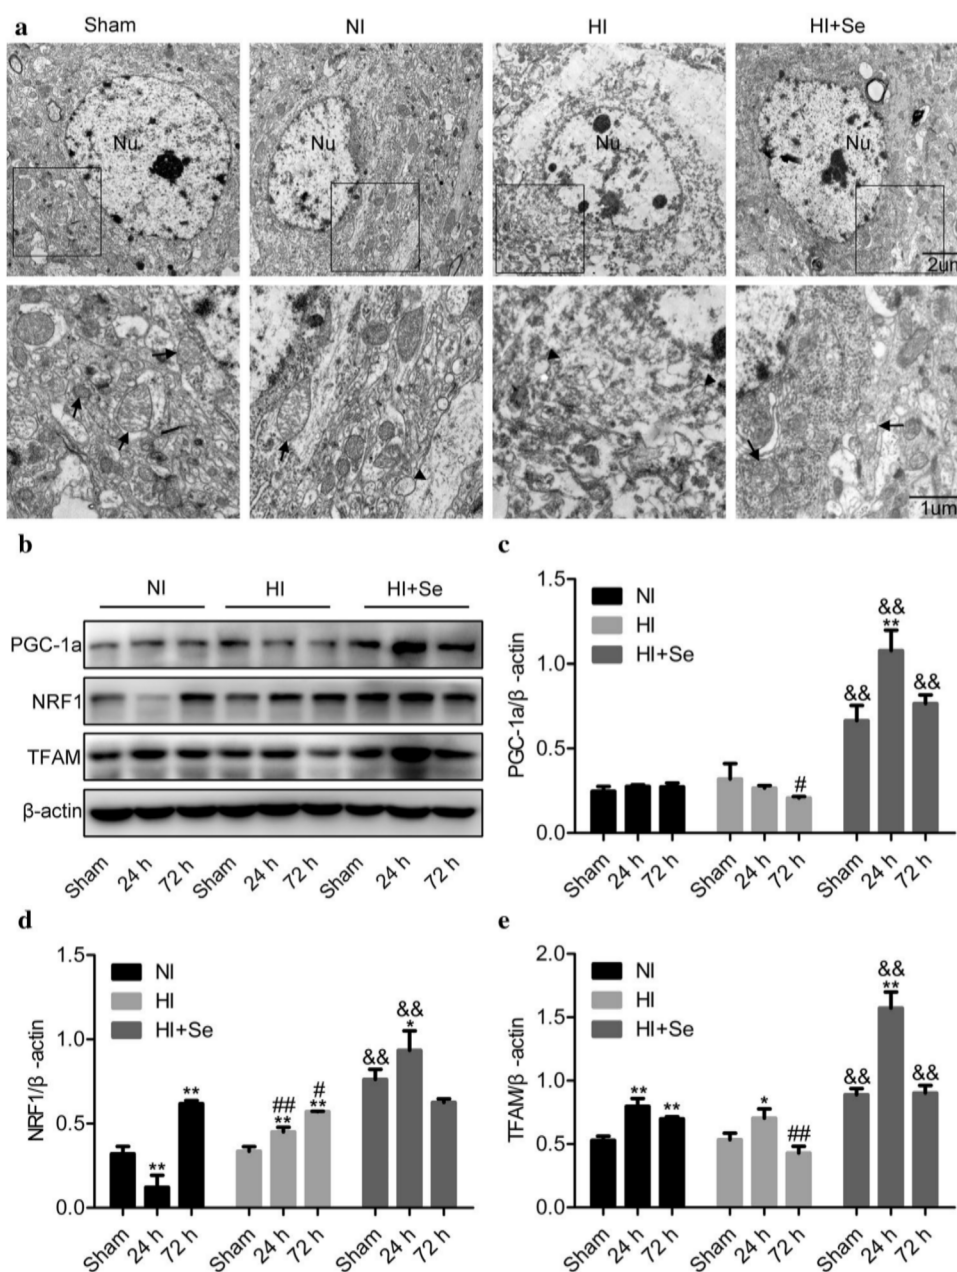 a
Sham NI HI HI+Se
Nu Nu Nu Nu
2um
1um
b
NI HI HI+Se
PGC-1a
NRF1
TFAM
β-actin
Sham 24 h 72 h Sham 24 h 72 h Sham 24 h 72 h
c
PGC-1a/β -actin
1.5
1.0
0.5
0.0
NI
HI
HI+Se
#
&&
&&
**
&&
Sham 24 h 72 h Sham 24 h 72 h Sham 24 h 72 h
d
NRF1/β -actin
1.5
1.0
0.5
0.0
NI
HI
HI+Se
**
**
##
**
#
**
&&
&&
*
Sham 24 h 72 h Sham 24 h 72 h Sham 24 h 72 h
e
TFAM/β -actin
2.0
1.5
1.0
0.5
0.0
NI
HI
HI+Se
**
**
*
##
&&
&&
**
&&
Sham 24 h 72 h Sham 24 h 72 h Sham 24 h 72 h